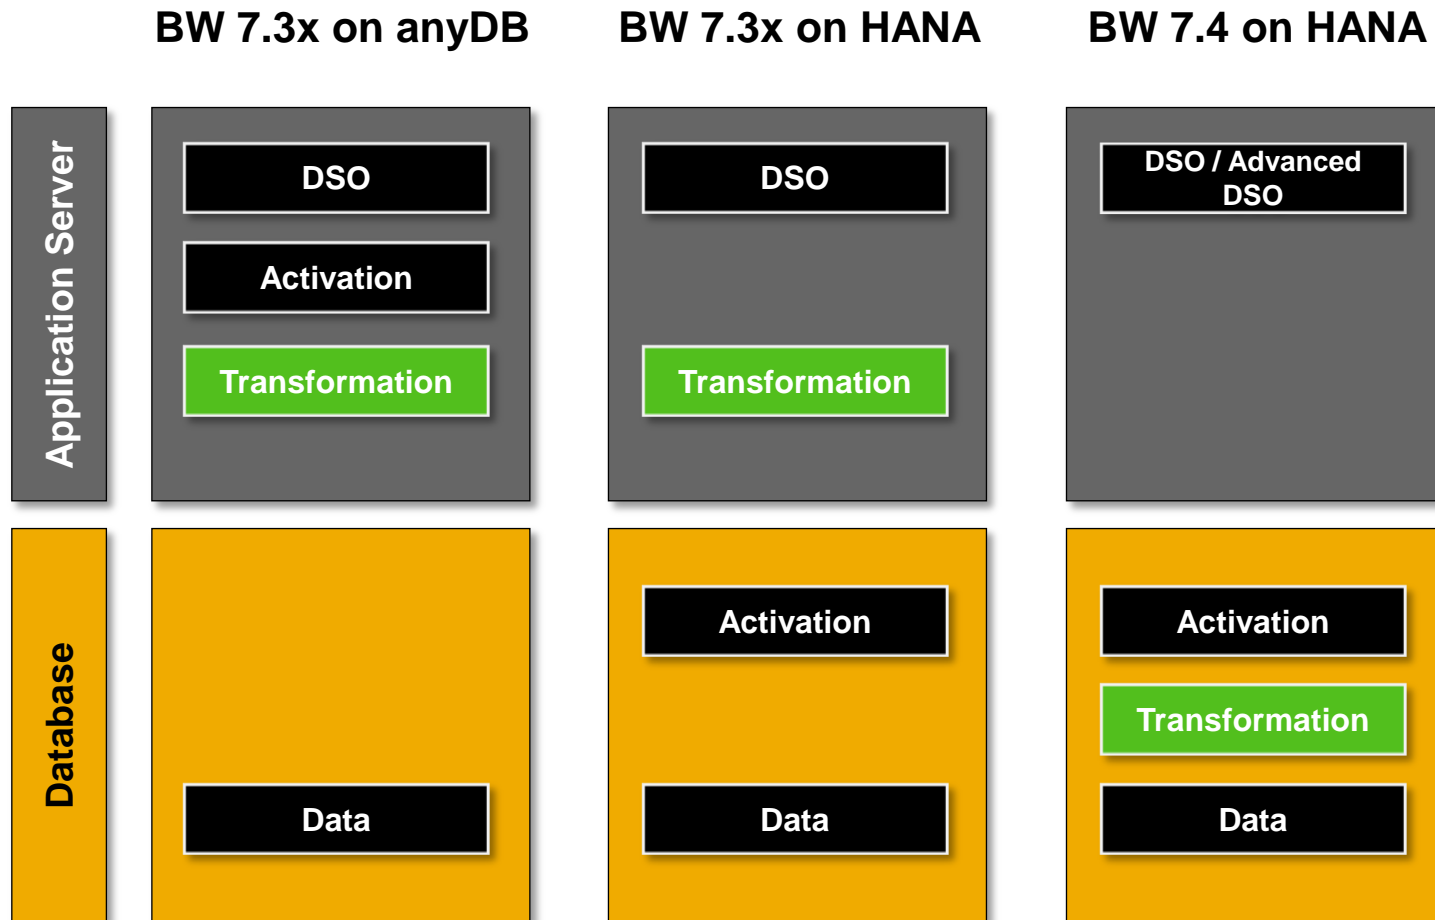 BW 7.3x on anyDB
BW 7.3x on HANA
BW 7.4 on HANA
Application Server
DSO
Activation
Transformation
DSO
Transformation
DSO / Advanced
DSO
Database
Data
Activation
Data
Activation
Transformation
Data